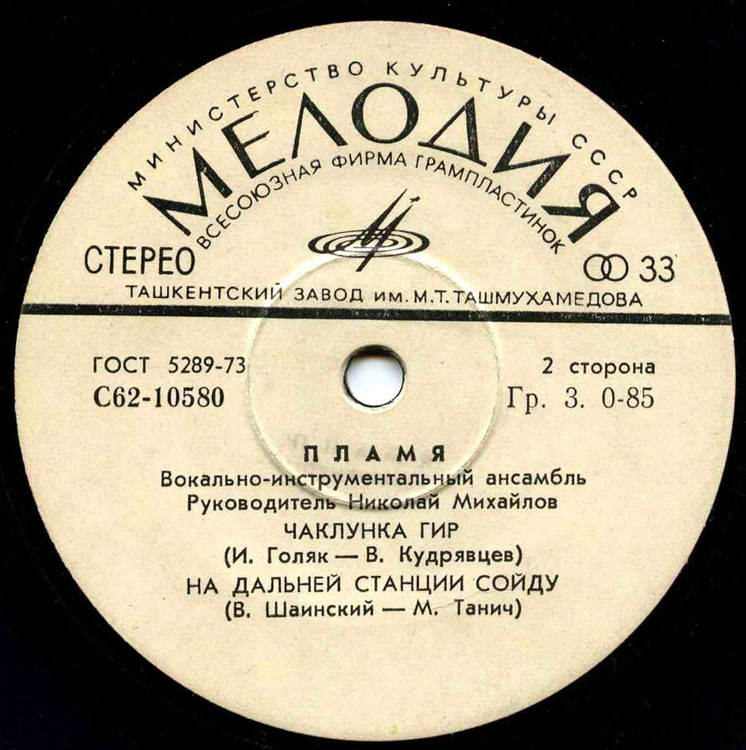 МИНИСТЕРСТВО КУЛЬТУРЫ СССР
МЕЛОДИЯ
ВСЕСОЮЗНАЯ ФИРМА ГРАМПЛАСТИНОК
СТЕРЕО
33
ТАШКЕНТСКИЙ ЗАВОД ИМ. М.Т. ТАШМУХАМЕДОВА
ГОСТ 5289-73
2 сторона
С62-10580
Гр. 3. 0-85
ПЛАМЯ
Вокально-инструментальный ансамбль
Руководитель Николай Михайлов
ЧАКЛУНКА ГИР
(И. Голяк — В. Кудрявцев)
НА ДАЛЬНЕЙ СТАНЦИИ СОЙДУ
(В. Шаинский — М. Танич)